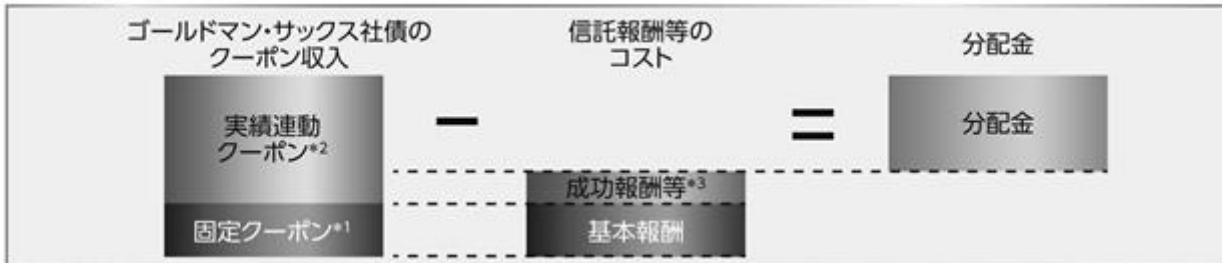 ゴールドマン・サックス社債の
クーポン収入
信託報酬等の
コスト
分配金
実績連動
クーポン*2
固定クーポン*1
−
成功報酬等*3
基本報酬
=
分配金